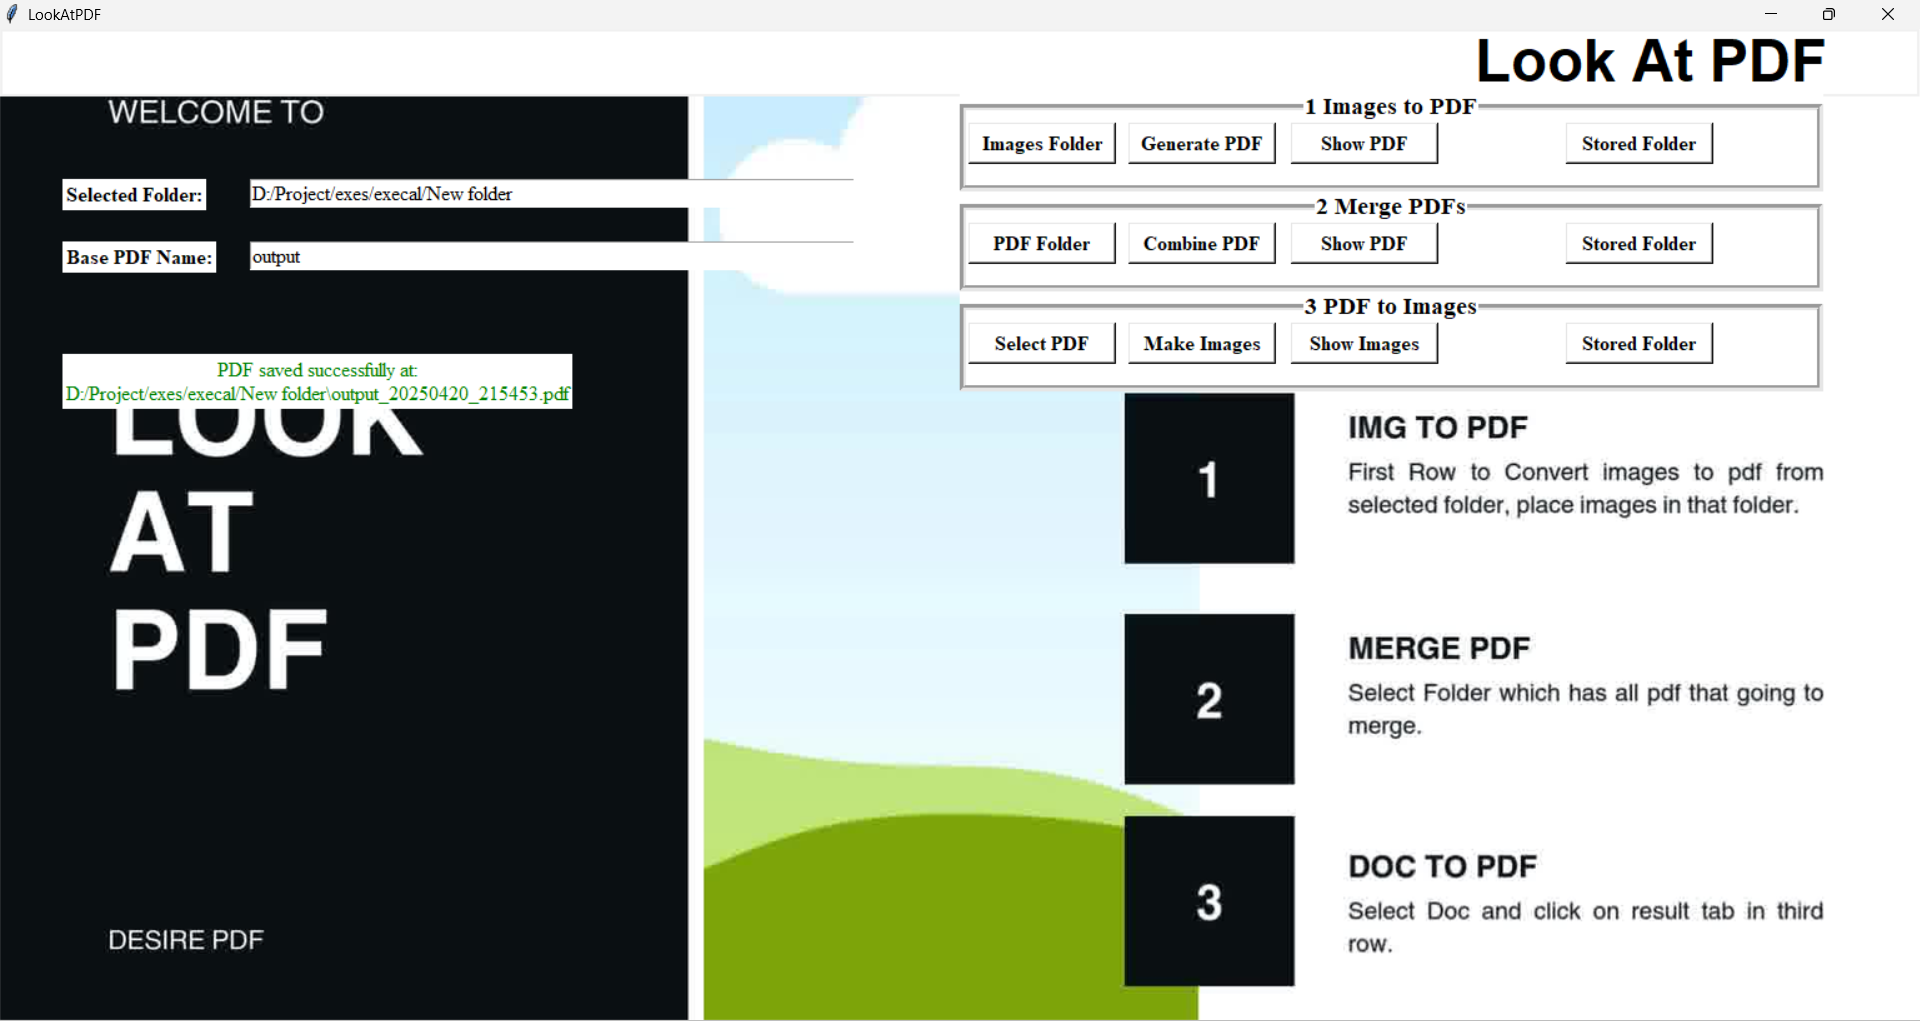 LookAtPDF
Look At PDF
WELCOME TO
Selected Folder: D:/Project/exes/execal/New folder
Base PDF Name: output
PDF saved successfully at:
D:/Project/exes/execal/New folder\output_20250420_215453.pdf
LOOK
AT
PDF
DESIRE PDF
1 Images to PDF
Images Folder Generate PDF Show PDF Stored Folder
2 Merge PDFs
PDF Folder Combine PDF Show PDF Stored Folder
3 PDF to Images
Select PDF Make Images Show Images Stored Folder
1
IMG TO PDF
First Row to Convert images to pdf from
selected folder, place images in that folder.
2
MERGE PDF
Select Folder which has all pdf that going to
merge.
3
DOC TO PDF
Select Doc and click on result tab in third
row.